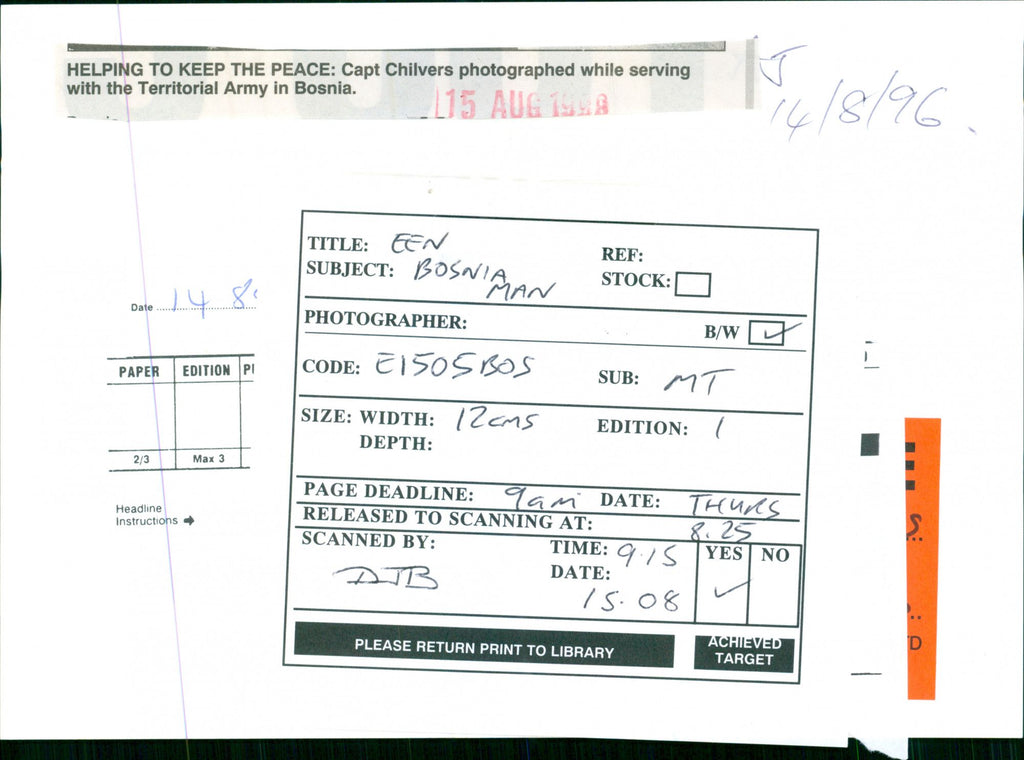 HELPING TO KEEP THE PEACE: Capt Chilvers photographed while serving
with the Territorial Army in Bosnia.
15 AUG
J
14/8/96.
TITLE: EEN
REF:
SUBJECT: BOSNIA MAN
STOCK:
Date 14 8
PHOTOGRAPHER:
B/W ✓
PAPER EDITION
CODE: E1505BOS
SUB: MT
SIZE: WIDTH: 12cms
EDITION: 1
DEPTH:
2/3 Max 3
PAGE DEADLINE: 9am DATE: THURS
RELEASED TO SCANNING AT: 8.25
Headline
Instructions
SCANNED BY: DJB
TIME: 9.15
YES ✓ NO
DATE: 15.08
PLEASE RETURN PRINT TO LIBRARY
ACHIEVED
TARGET